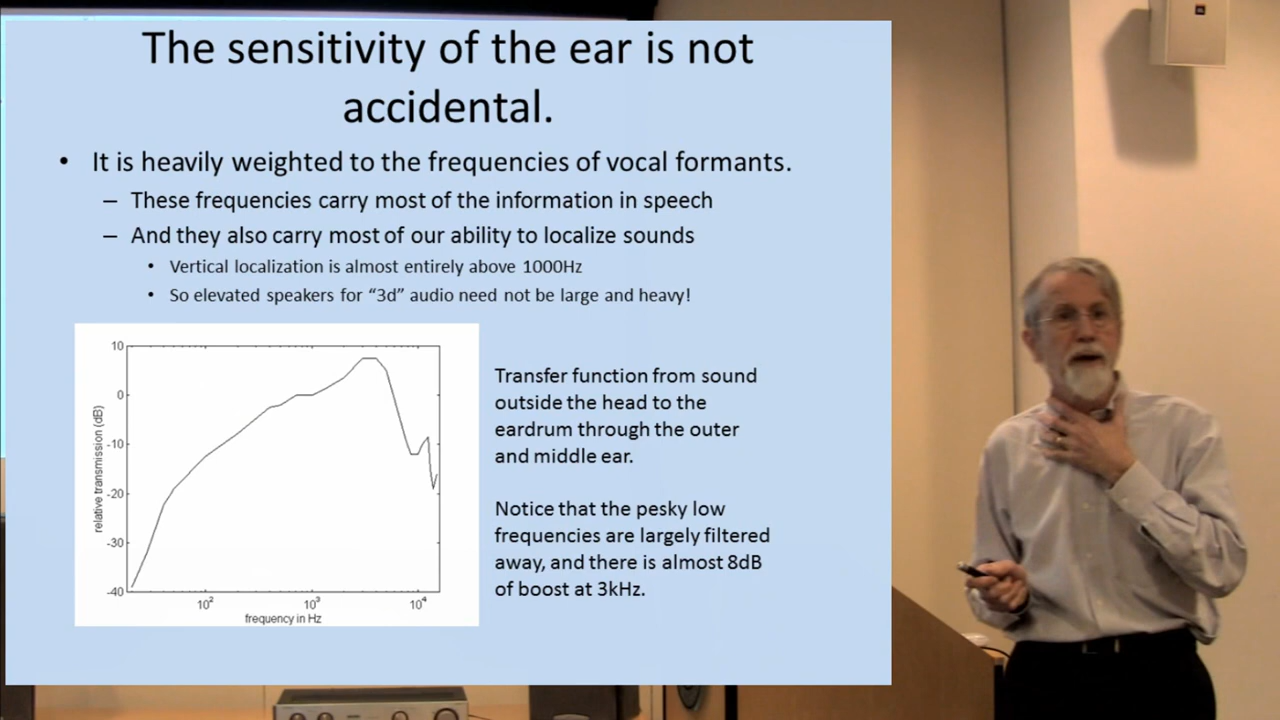 The sensitivity of the ear is not
accidental.
• It is heavily weighted to the frequencies of vocal formants.
– These frequencies carry most of the information in speech
– And they also carry most of our ability to localize sounds
• Vertical localization is almost entirely above 1000Hz
• So elevated speakers for “3d” audio need not be large and heavy!
10
0
-10
-20
-30
-40
relative transmission (dB)
10² 10³ 10⁴
frequency in Hz
Transfer function from sound
outside the head to the
eardrum through the outer
and middle ear.
Notice that the pesky low
frequencies are largely filtered
away, and there is almost 8dB
of boost at 3kHz.